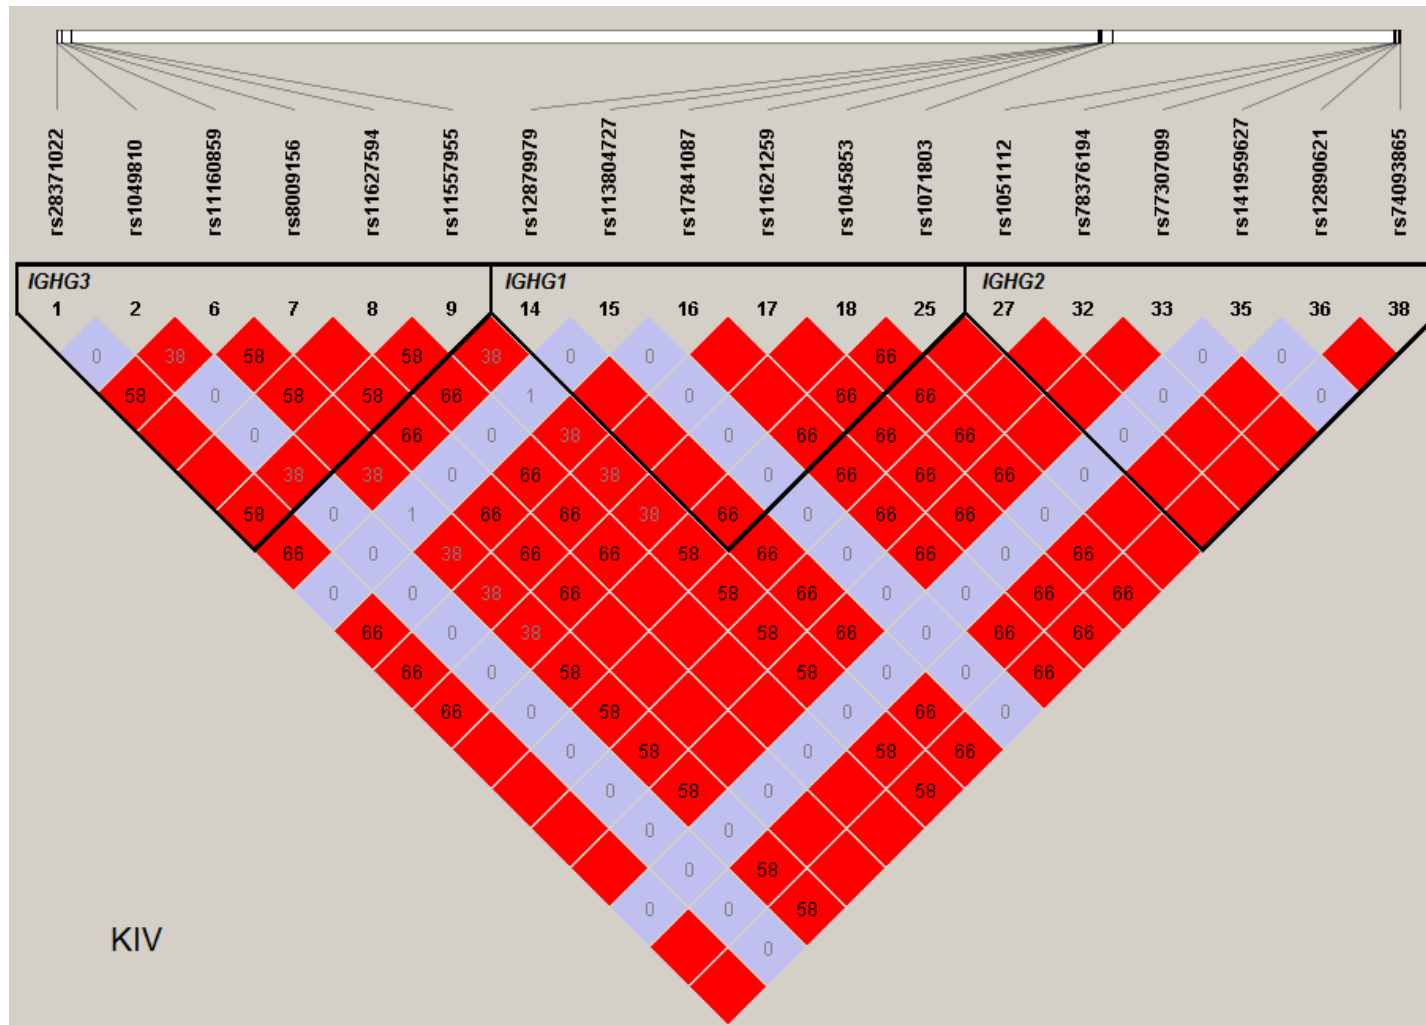 rs28371022
rs1049810
rs11160859
rs8009156
rs11627594
rs11557955
rs12879979
rs113804727
rs17841087
rs11621259
rs1045853
rs1071803
rs1051112
rs78376194
rs77307099
rs141959627
rs12890621
rs74093865
IGHG3 IGHG1 IGHG2
1 2 6 7 8 9 14 15 16 17 18 25 27 32 33 35 36 38
0 38 58 58 38 0 0 66 0 0
58 0 58 58 66 1 0 66 66 0 0
0 66 0 38 0 66 66 66 0
38 38 0 66 38 0 66 66 66 0
58 0 1 66 66 38 66 0 66 66 0
66 0 38 66 66 58 66 0 66 0 66
0 0 38 66 58 66 0 0 66 66
66 0 38 58 66 0 66 66
66 0 58 58 0 0 66
66 0 58 0 66 0
0 58 0 58 66
0 58 0 58
0 0
0 58
0 0 58
KIV
0